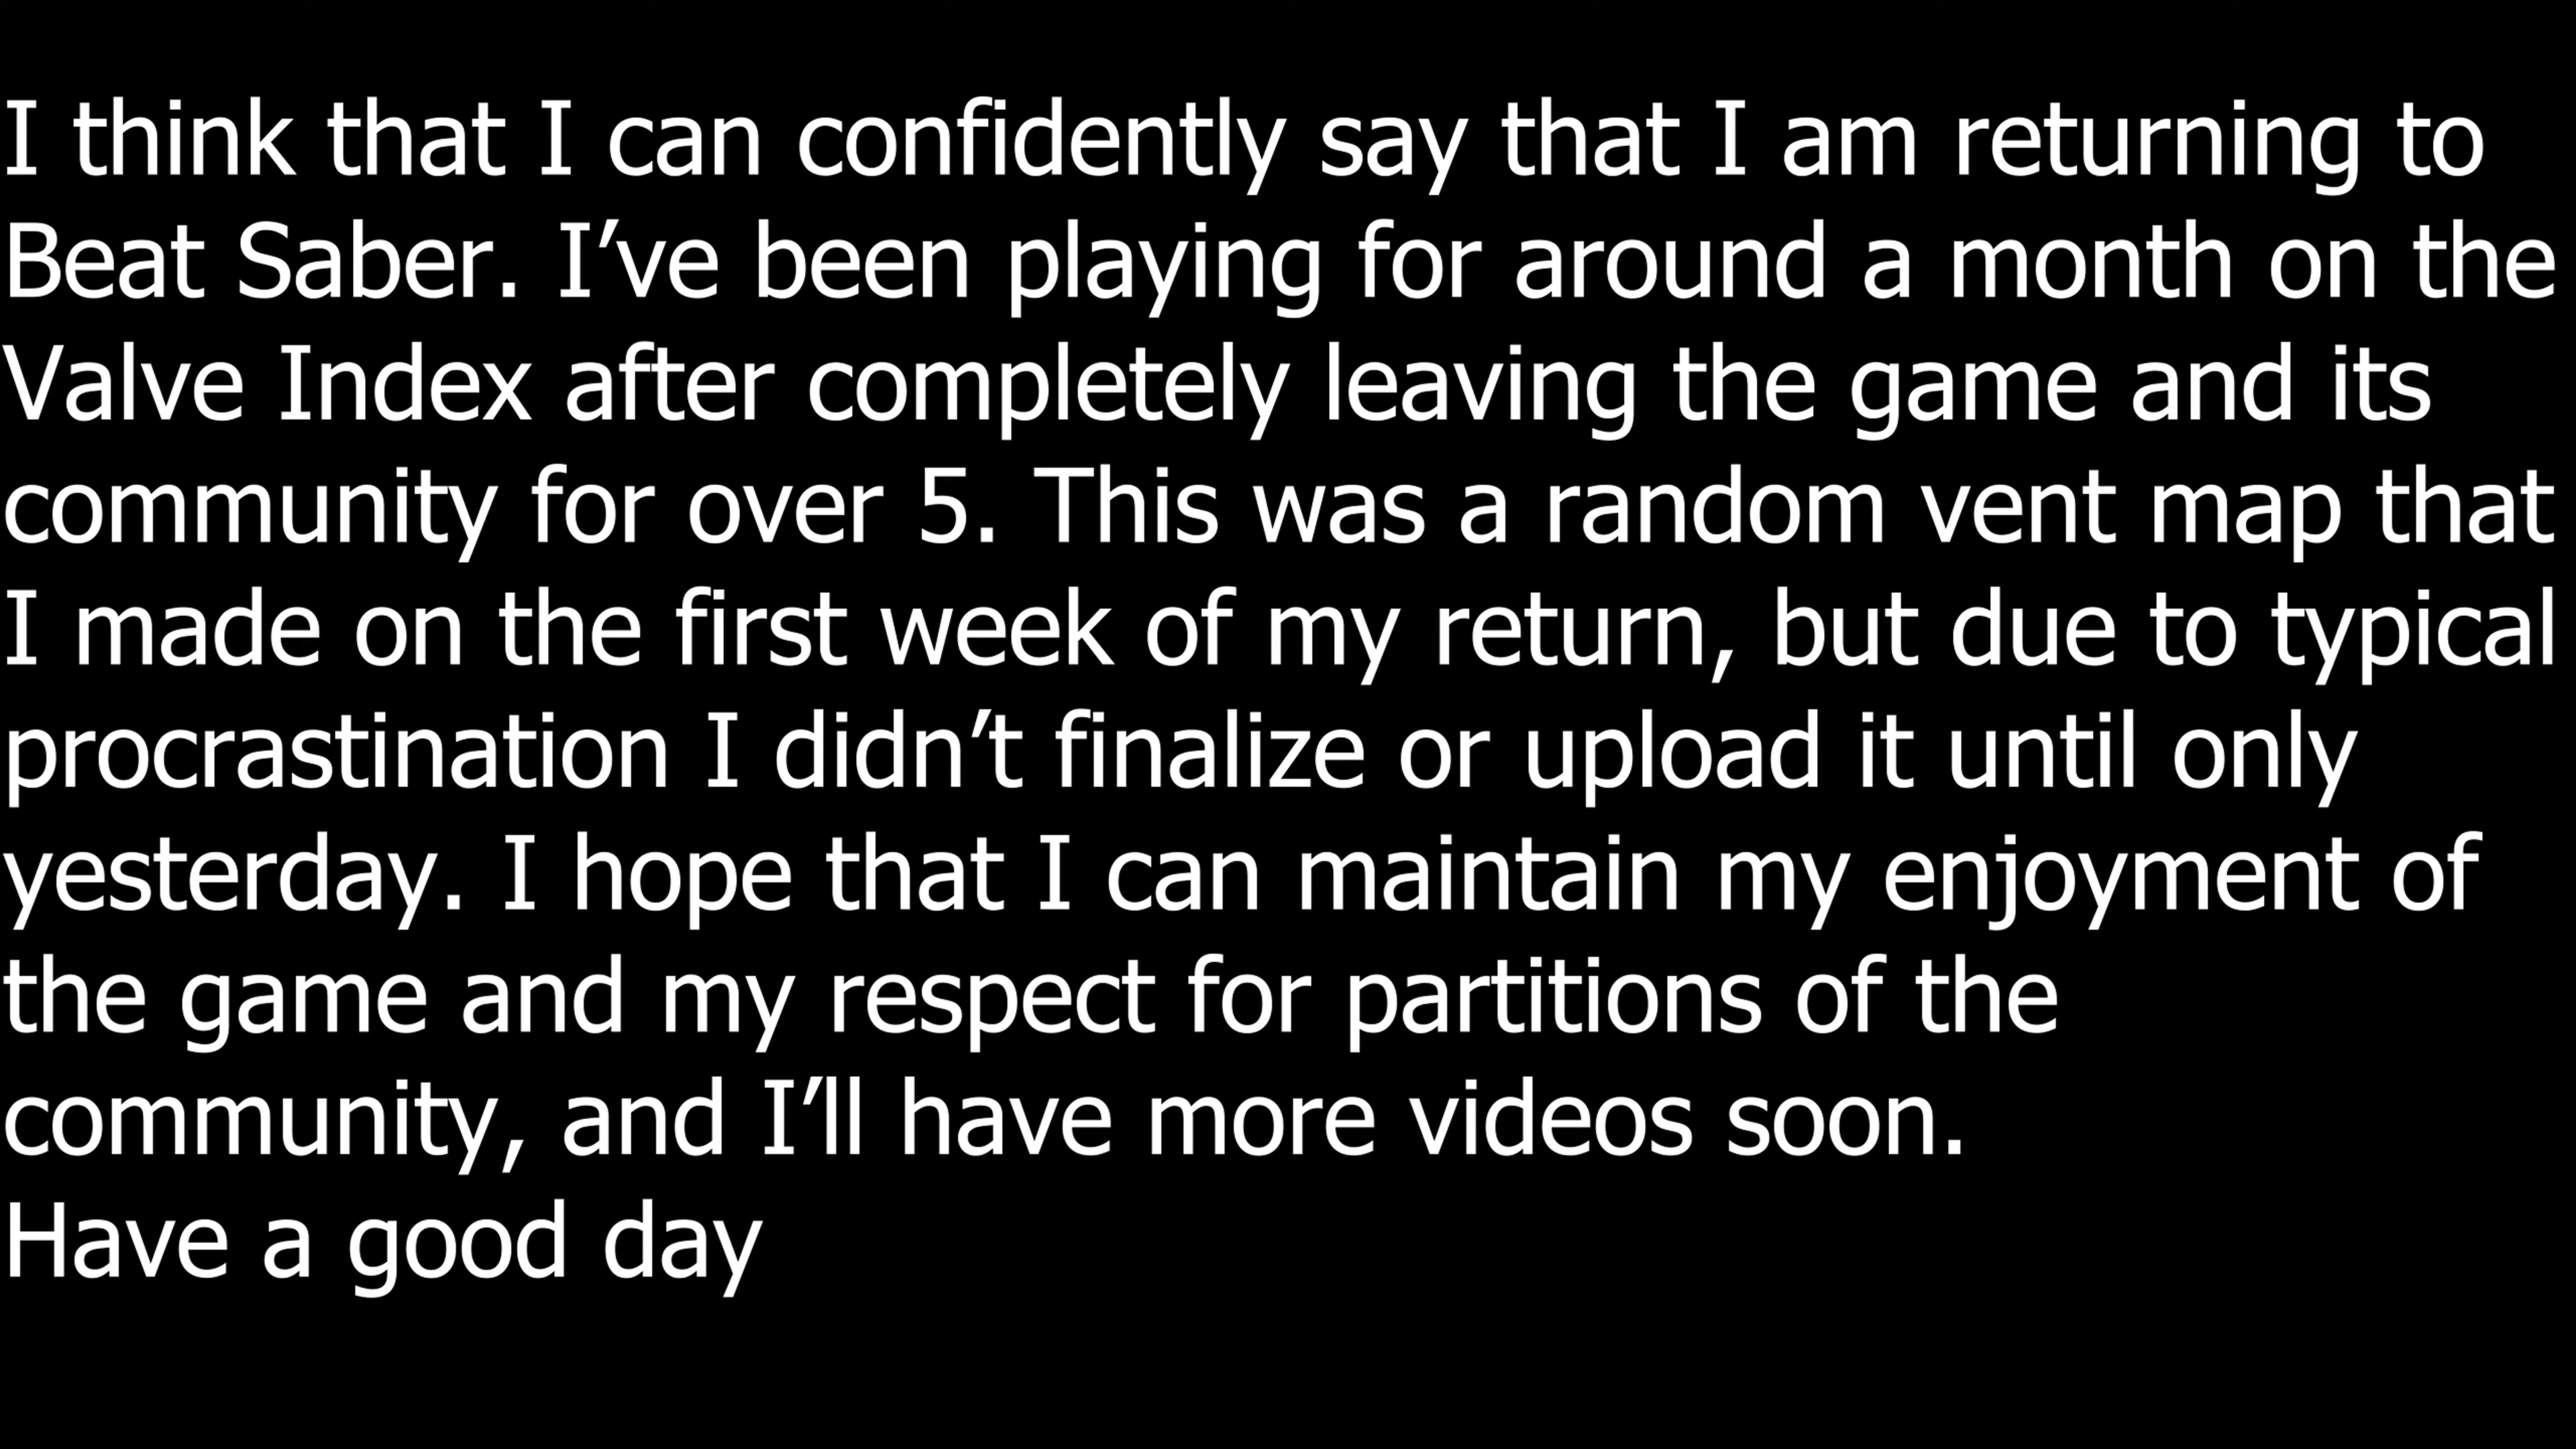 I think that I can confidently say that I am returning to
Beat Saber. I’ve been playing for around a month on the
Valve Index after completely leaving the game and its
community for over 5. This was a random vent map that
I made on the first week of my return, but due to typical
procrastination I didn’t finalize or upload it until only
yesterday. I hope that I can maintain my enjoyment of
the game and my respect for partitions of the
community, and I’ll have more videos soon.
Have a good day